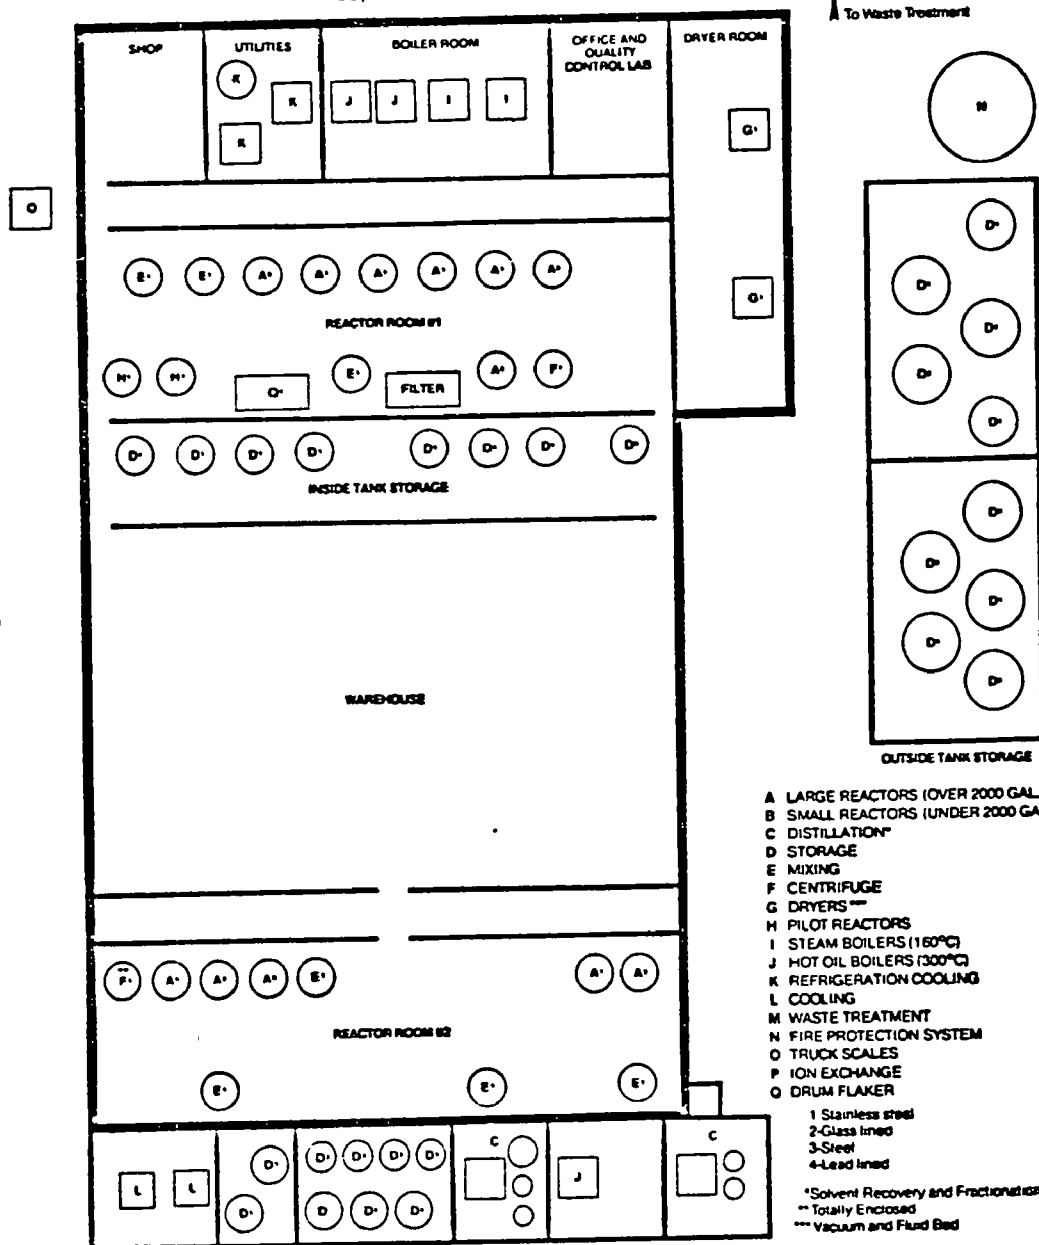 To Waste Treatment
SHOP
UTILITIES
BOILER ROOM
OFFICE AND
QUALITY
CONTROL LAB
DRYER ROOM
K
K
K
J
J
I
I
G
N
O
D
D
D
D
D
E
E
A
A
A
A
A
A
REACTOR ROOM #1
G
H
H
Q
E
FILTER
A
F
D
D
D
D
D
D
D
D
INSIDE TANK STORAGE
D
D
D
D
D
WAREHOUSE
OUTSIDE TANK STORAGE
A LARGE REACTORS (OVER 2000 GAL.
B SMALL REACTORS (UNDER 2000 GA
C DISTILLATION*
D STORAGE
E MIXING
F CENTRIFUGE
G DRYERS***
H PILOT REACTORS
I STEAM BOILERS (160°C)
J HOT OIL BOILERS (300°C)
K REFRIGERATION COOLING
L COOLING
M WASTE TREATMENT
N FIRE PROTECTION SYSTEM
O TRUCK SCALES
P ION EXCHANGE
Q DRUM FLAKER
1 Stainless steel
2-Glass lined
3-Steel
4-Lead lined
*Solvent Recovery and Fractionation
** Totally Enclosed
*** Vacuum and Fluid Bed
**
F
A
A
A
E
A
A
REACTOR ROOM #2
E
E
E
L
L
D
D
D
D
D
D
D
D
D
C
J
C